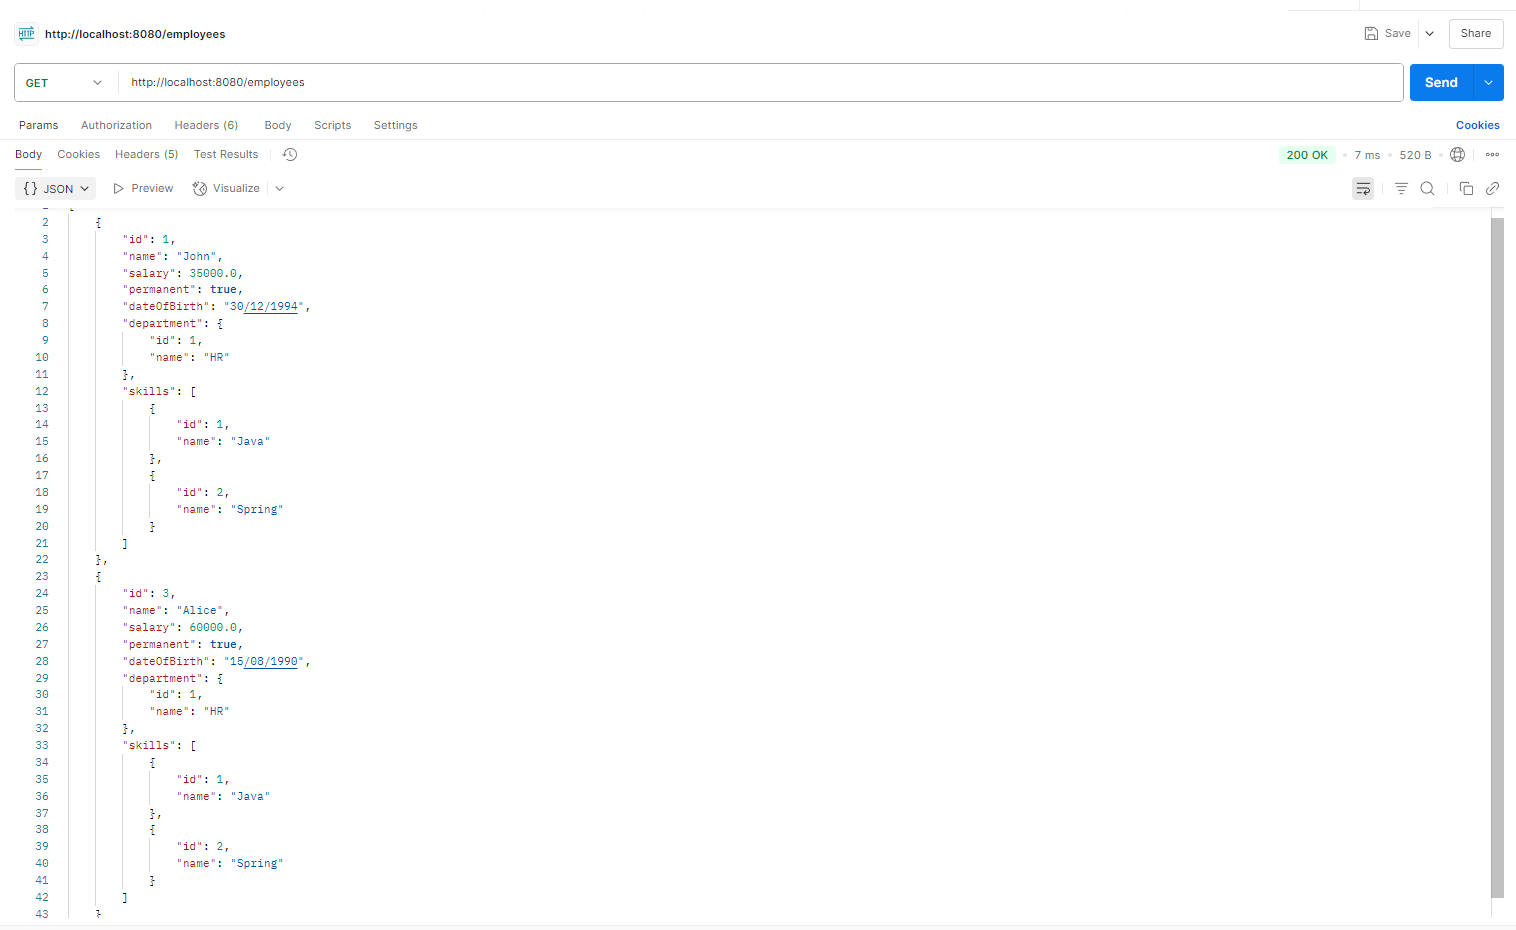 HTTP http://localhost:8080/employees Save Share
GET http://localhost:8080/employees Send
Params Authorization Headers (6) Body Scripts Settings Cookies
Body Cookies Headers (5) Test Results 200 OK • 7 ms • 520 B •
{} JSON Preview Visualize
2 {
3 "id": 1,
4 "name": "John",
5 "salary": 35000.0,
6 "permanent": true,
7 "dateOfBirth": "30/12/1994",
8 "department": {
9 "id": 1,
10 "name": "HR"
11 },
12 "skills": [
13 {
14 "id": 1,
15 "name": "Java"
16 },
17 {
18 "id": 2,
19 "name": "Spring"
20 }
21 ]
22 },
23 {
24 "id": 3,
25 "name": "Alice",
26 "salary": 60000.0,
27 "permanent": true,
28 "dateOfBirth": "15/08/1990",
29 "department": {
30 "id": 1,
31 "name": "HR"
32 },
33 "skills": [
34 {
35 "id": 1,
36 "name": "Java"
37 },
38 {
39 "id": 2,
40 "name": "Spring"
41 }
42 ]
43 }